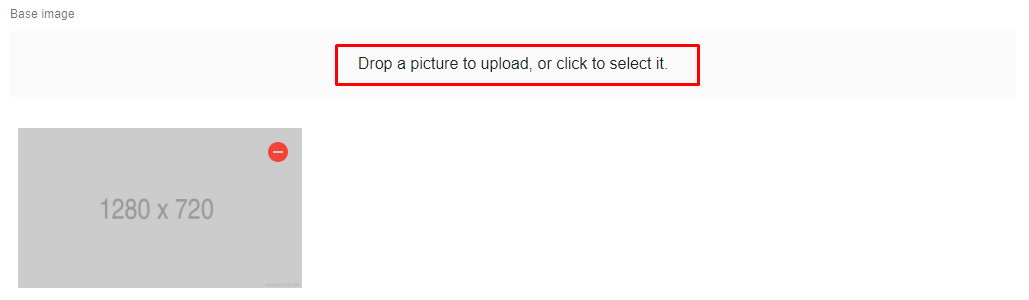 Base image
Drop a picture to upload, or click to select it.
1280 x 720